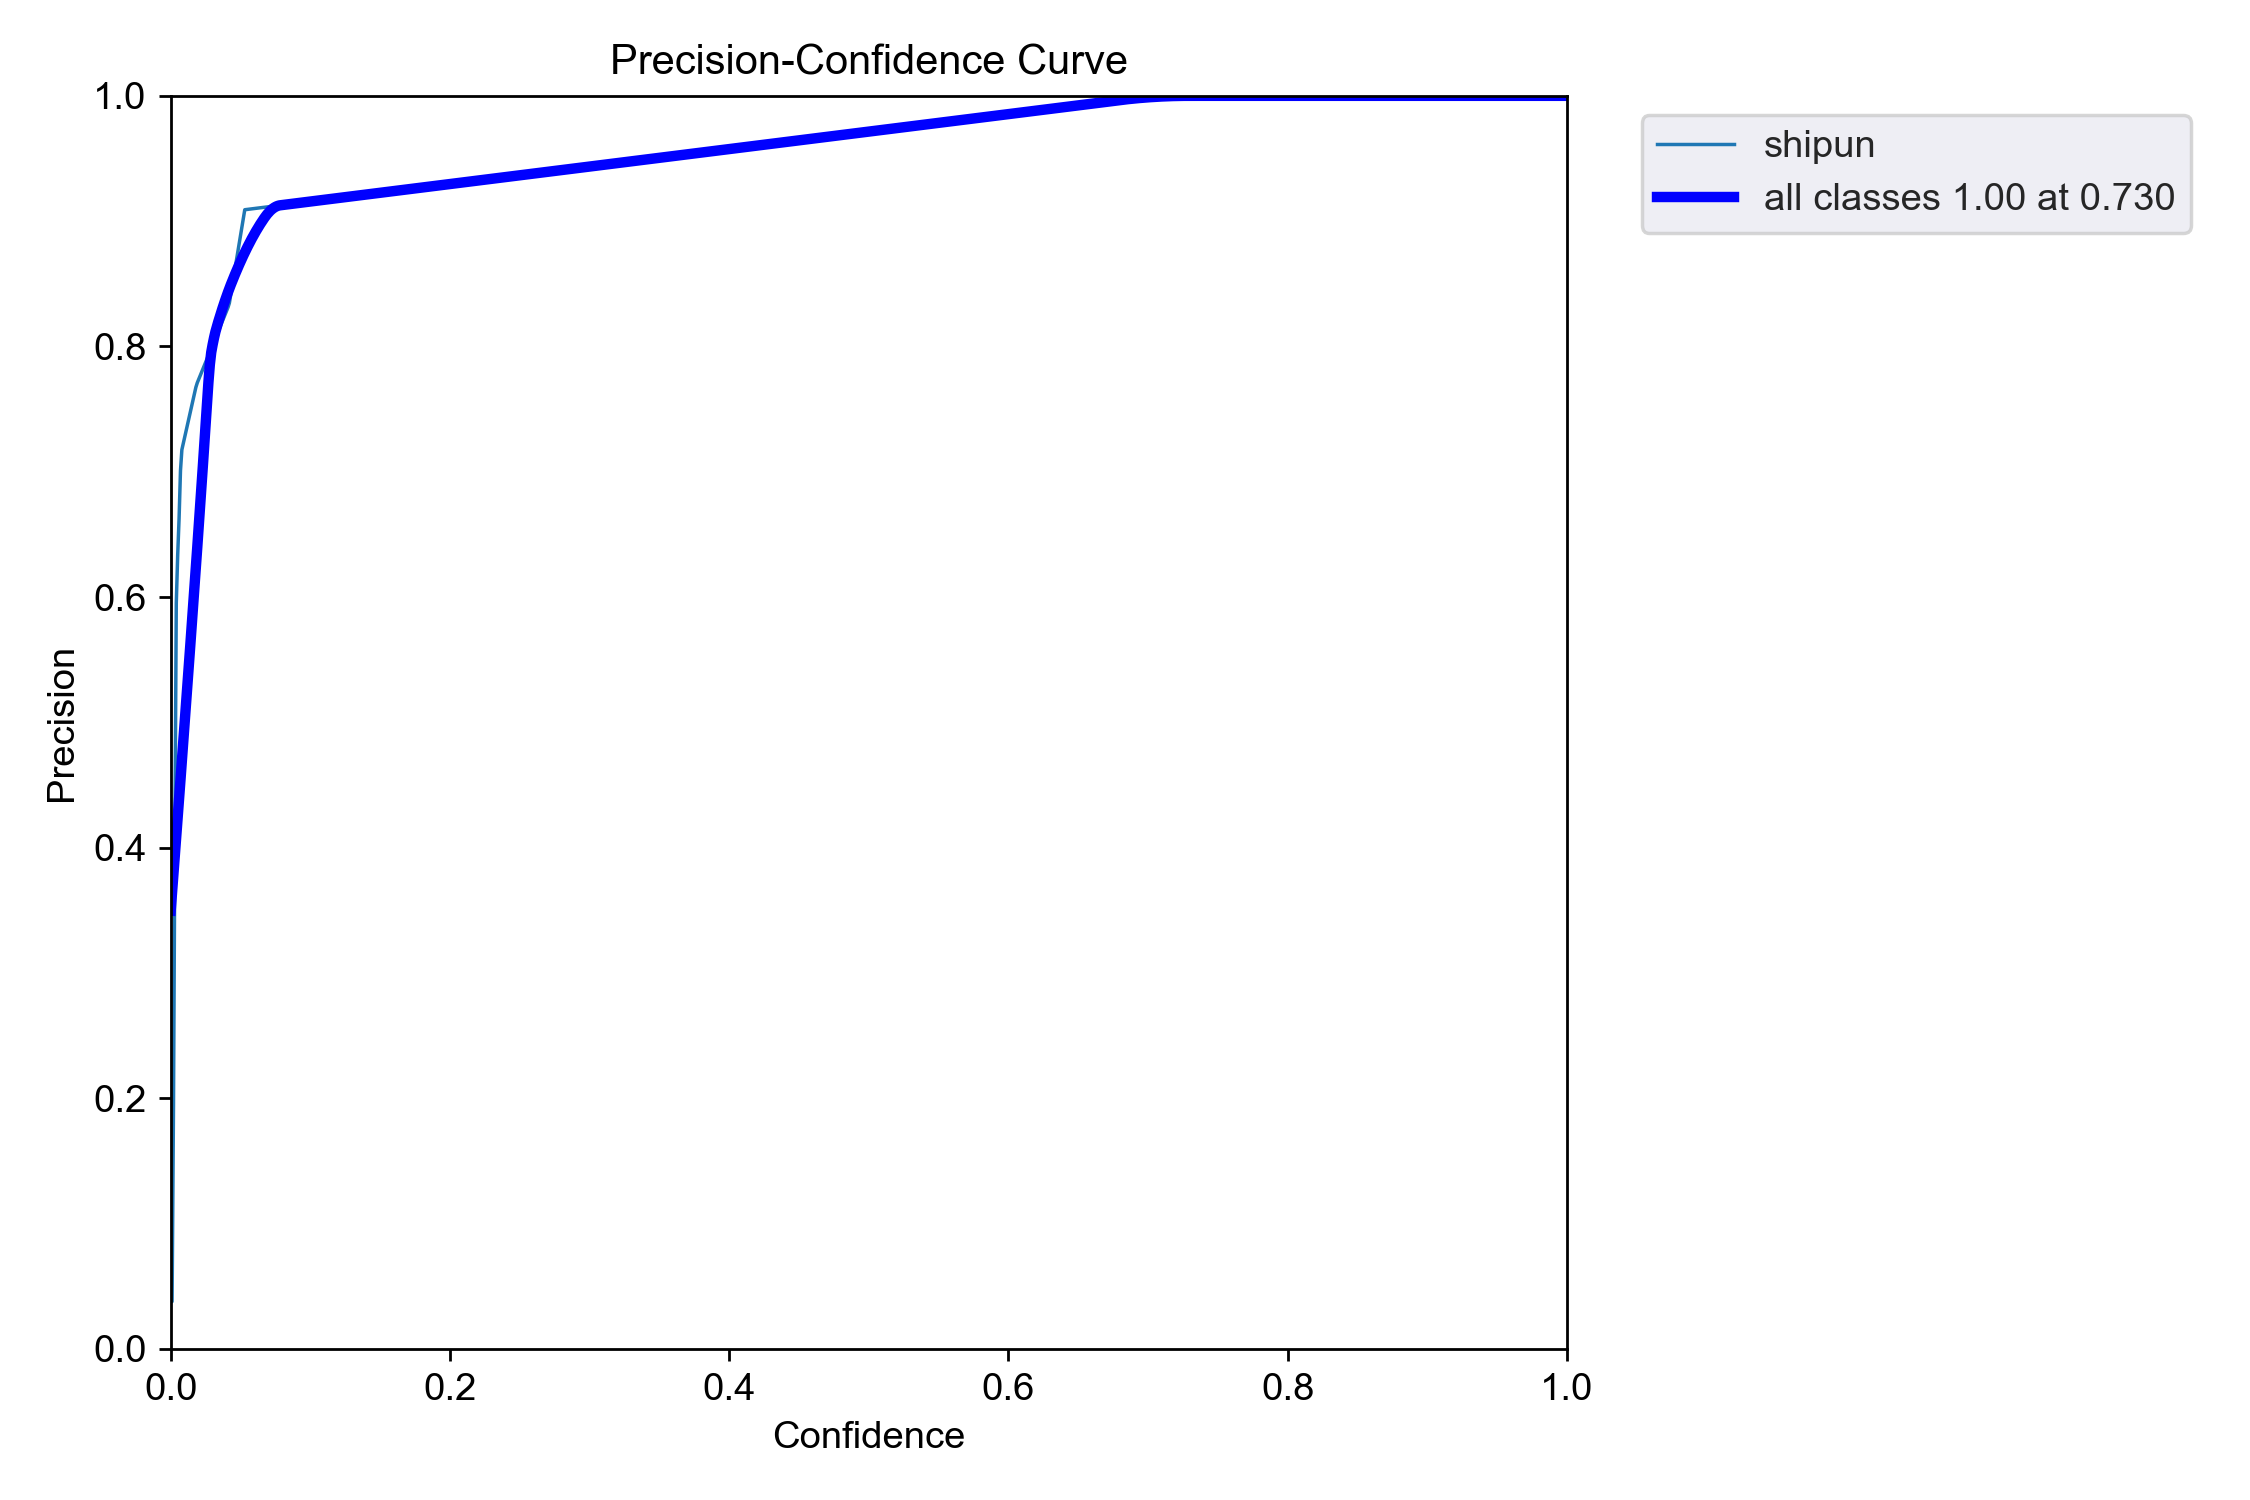 Precision-Confidence Curve
1.0
0.8
0.6
0.4
0.2
0.0
Precision
0.0 0.2 0.4 0.6 0.8 1.0
Confidence
shipun
all classes 1.00 at 0.730